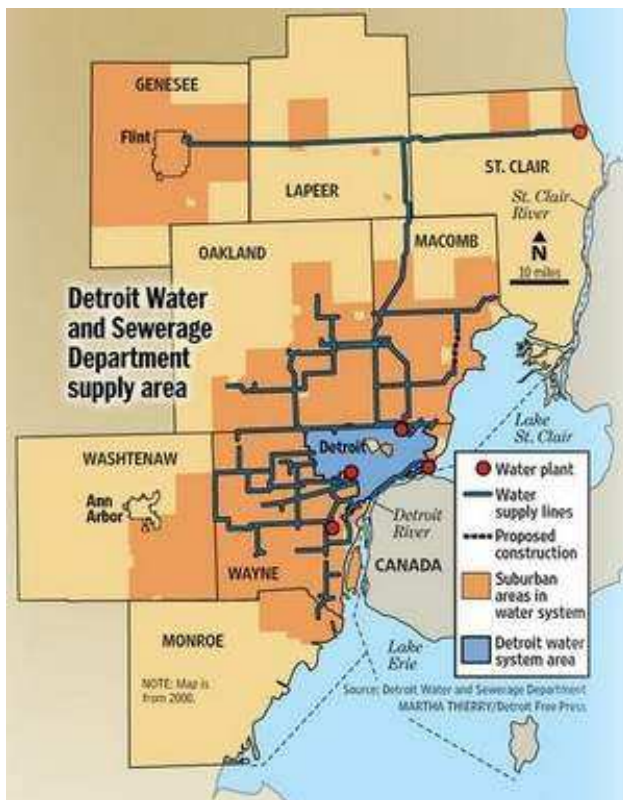 GENESEE
Flint
LAPEER
ST. CLAIR
St. Clair
River
OAKLAND
MACOMB
N
10 miles
Detroit Water
and Sewerage
Department
supply area
Lake
St. Clair
WASHTENAW
Detroit
Ann
Arbor
Detroit
River
WAYNE
CANADA
Water plant
Water
supply lines
Proposed
construction
Suburban
areas in
water system
Detroit water
system area
MONROE
Lake
Erie
NOTE: Map is
from 2000.
Source: Detroit Water and Sewerage Department
MARTHA THIERRY/Detroit Free Press